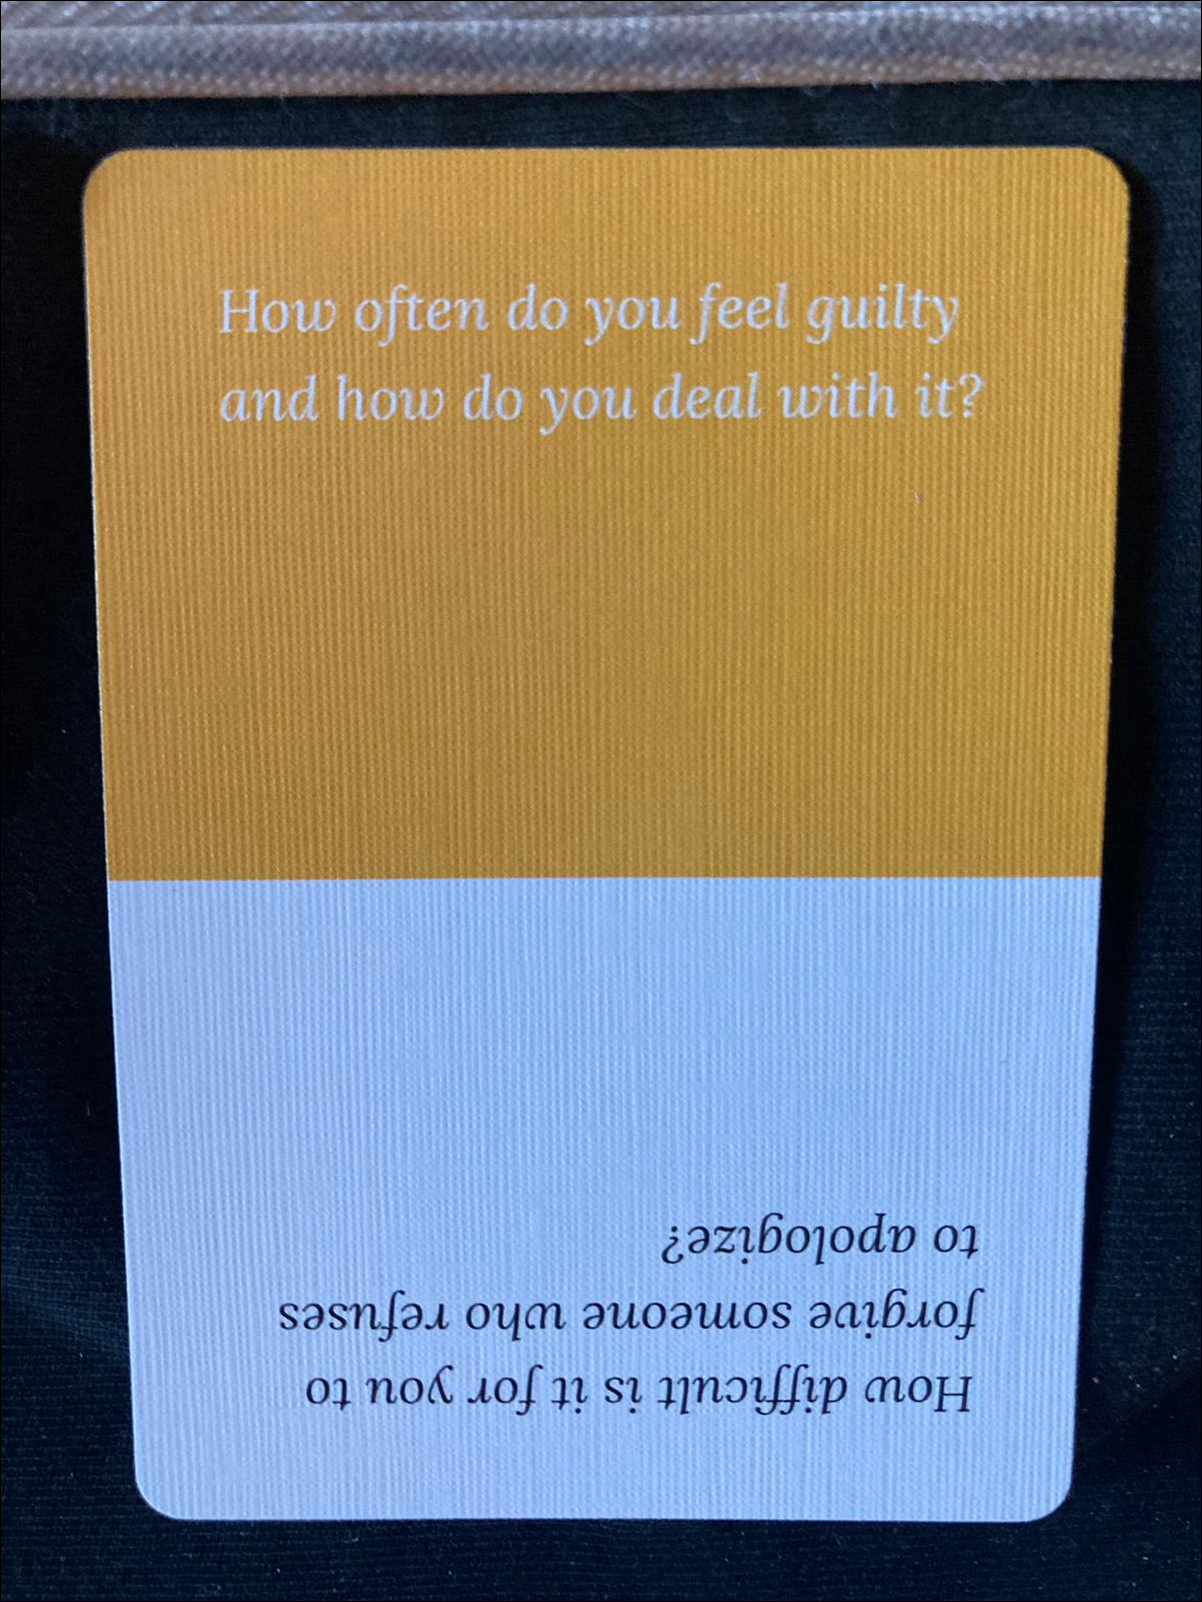 How often do you feel guilty
and how do you deal with it?
How difficult is it for you to
forgive someone who refuses
to apologize?